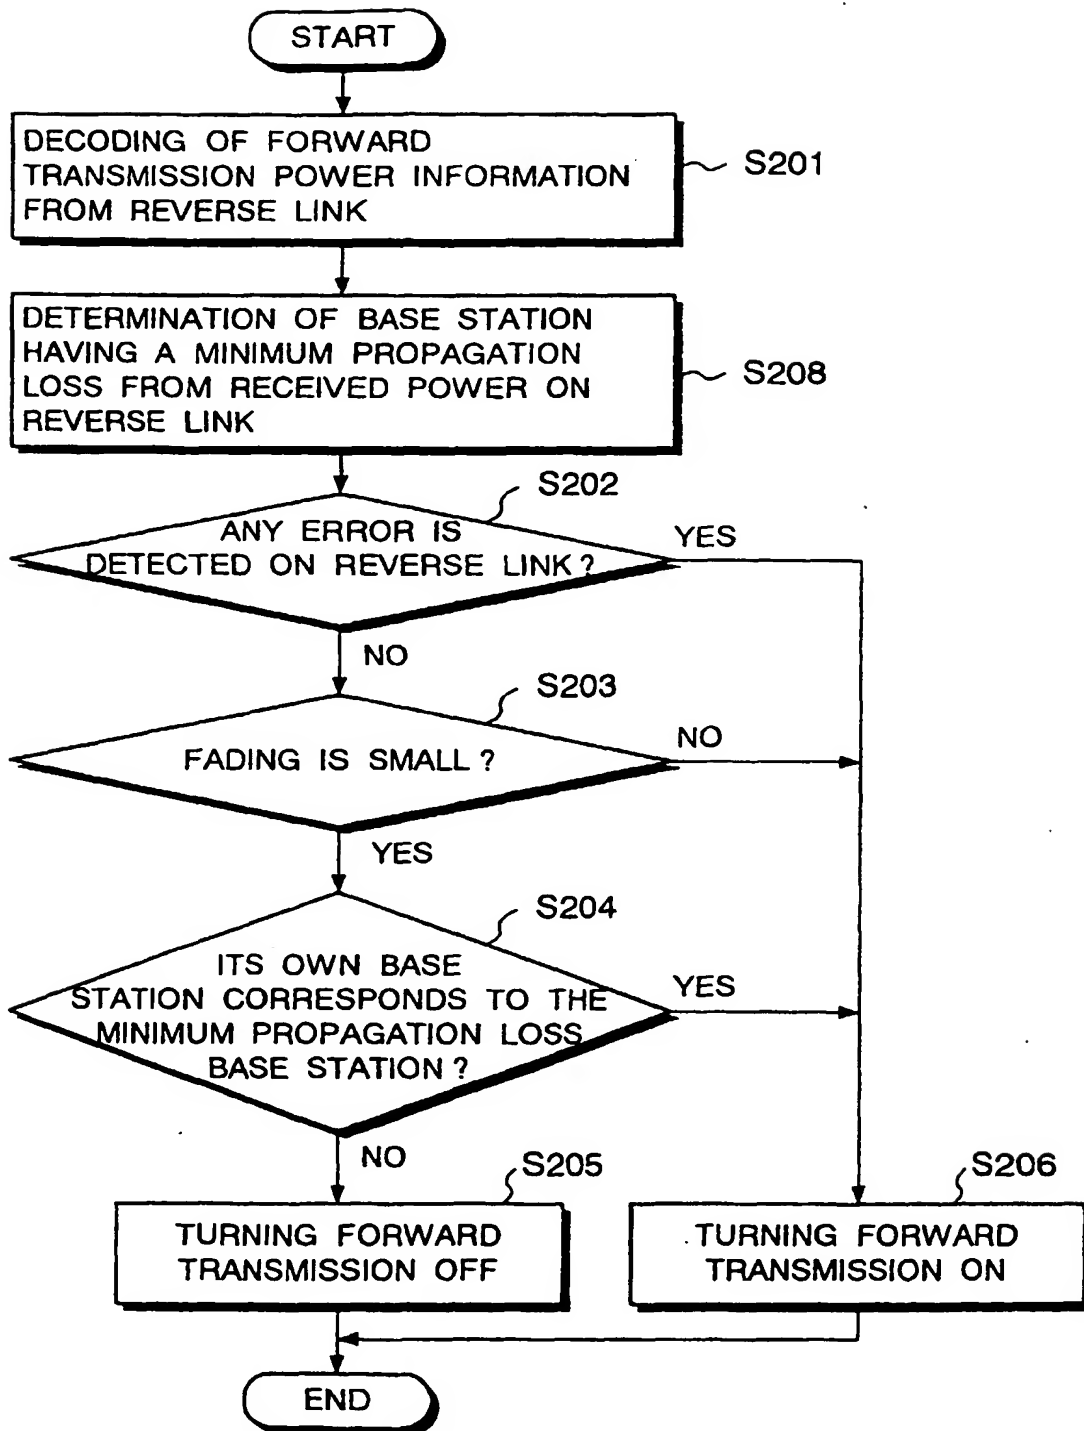 START
DECODING OF FORWARD
TRANSMISSION POWER INFORMATION
FROM REVERSE LINK
S201
DETERMINATION OF BASE STATION
HAVING A MINIMUM PROPAGATION
LOSS FROM RECEIVED POWER ON
REVERSE LINK
S208
S202
ANY ERROR IS
DETECTED ON REVERSE LINK?
YES
NO
S203
FADING IS SMALL?
NO
YES
S204
ITS OWN BASE
STATION CORRESPONDS TO THE
MINIMUM PROPAGATION LOSS
BASE STATION?
YES
NO
S205
TURNING FORWARD
TRANSMISSION OFF
S206
TURNING FORWARD
TRANSMISSION ON
END